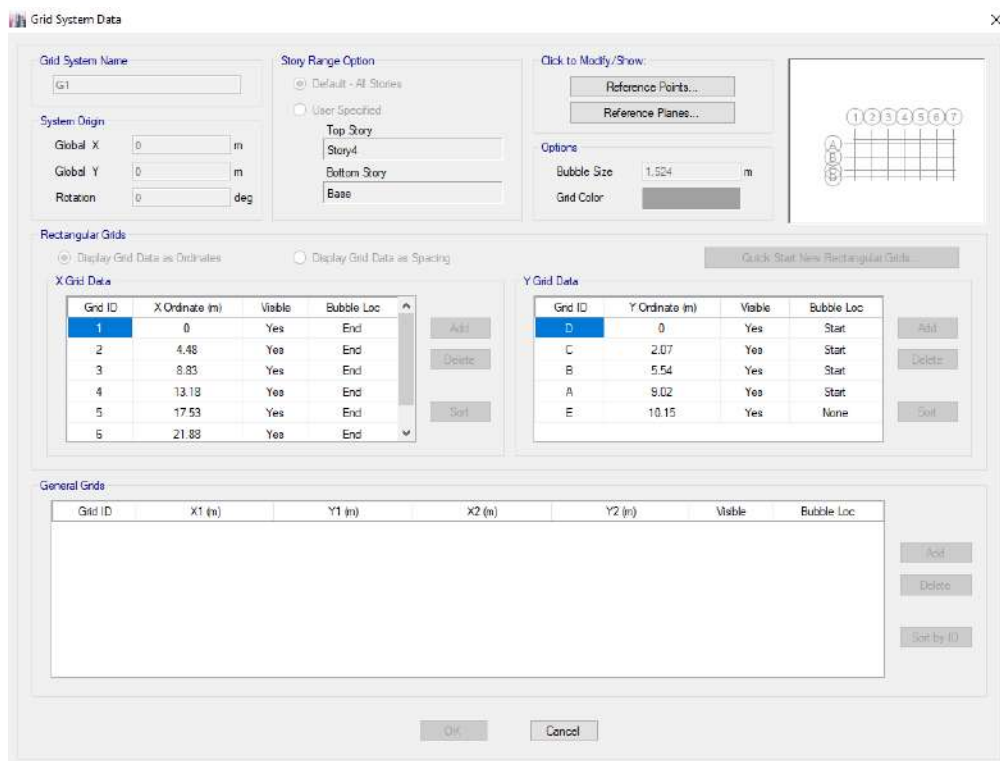 Grid System Data
Grid System Name
G1
System Origin
Global X 0 m
Global Y 0 m
Rotation 0 deg
Story Range Option
Default - All Stories
User Specified
Top Story
Story4
Bottom Story
Base
Click to Modify/Show:
Reference Points...
Reference Planes...
Options
Bubble Size 1.524 m
Grid Color
1 2 3 4 5 6 7
A
B
Rectangular Grids
Display Grid Data as Ordinates
Display Grid Data as Spacing
Quick Start New Rectangular Grids...
X Grid Data
Grid ID X Ordinate (m) Visible Bubble Loc
1 0 Yes End
2 4.48 Yes End
3 8.83 Yes End
4 13.18 Yes End
5 17.53 Yes End
6 21.88 Yes End
Add
Delete
Sort
Y Grid Data
Grid ID Y Ordinate (m) Visible Bubble Loc
D 0 Yes Start
C 2.07 Yes Start
B 5.54 Yes Start
A 9.02 Yes Start
E 10.15 Yes None
Add
Delete
Sort
General Grids
Grid ID X1 (m) Y1 (m) X2 (m) Y2 (m) Visible Bubble Loc
Add
Delete
Sort by ID
OK
Cancel